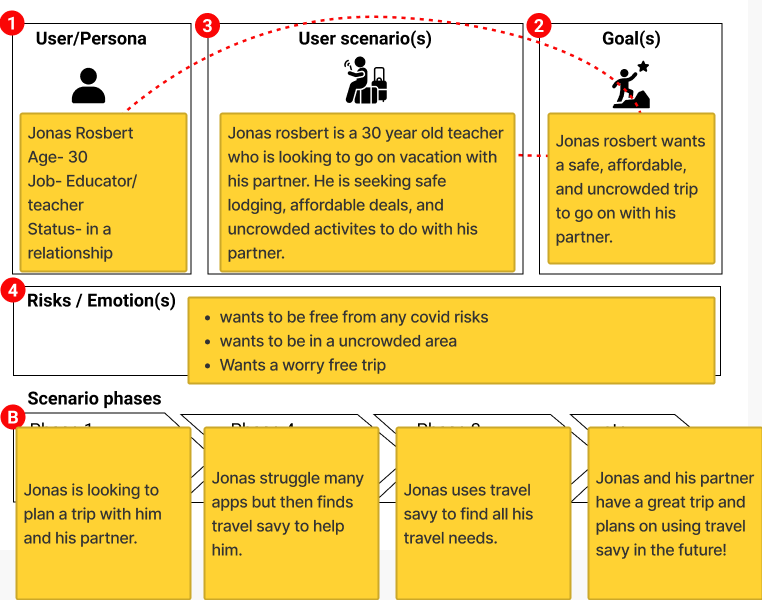 1
User/Persona
Jonas Rosbert
Age- 30
Job- Educator/
teacher
Status- in a
relationship
3
User scenario(s)
Jonas rosbert is a 30 year old teacher
who is looking to go on vacation with
his partner. He is seeking safe
lodging, affordable deals, and
uncrowded activites to do with his
partner.
2
Goal(s)
Jonas rosbert wants
a safe, affordable,
and uncrowded trip
to go on with his
partner.
4
Risks / Emotion(s)
• wants to be free from any covid risks
• wants to be in a uncrowded area
• Wants a worry free trip
Scenario phases
B
Phase 1
Jonas is looking to
plan a trip with him
and his partner.
Phase
Jonas struggle many
apps but then finds
travel savy to help
him.
Phase
Jonas uses travel
savy to find all his
travel needs.
Jonas and his partner
have a great trip and
plans on using travel
savy in the future!